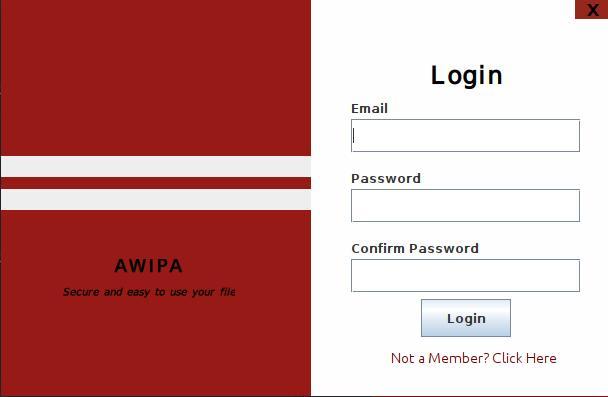 X
Login
Email
Password
Confirm Password
Login
Not a Member? Click Here
AWIPA
Secure and easy to use your file